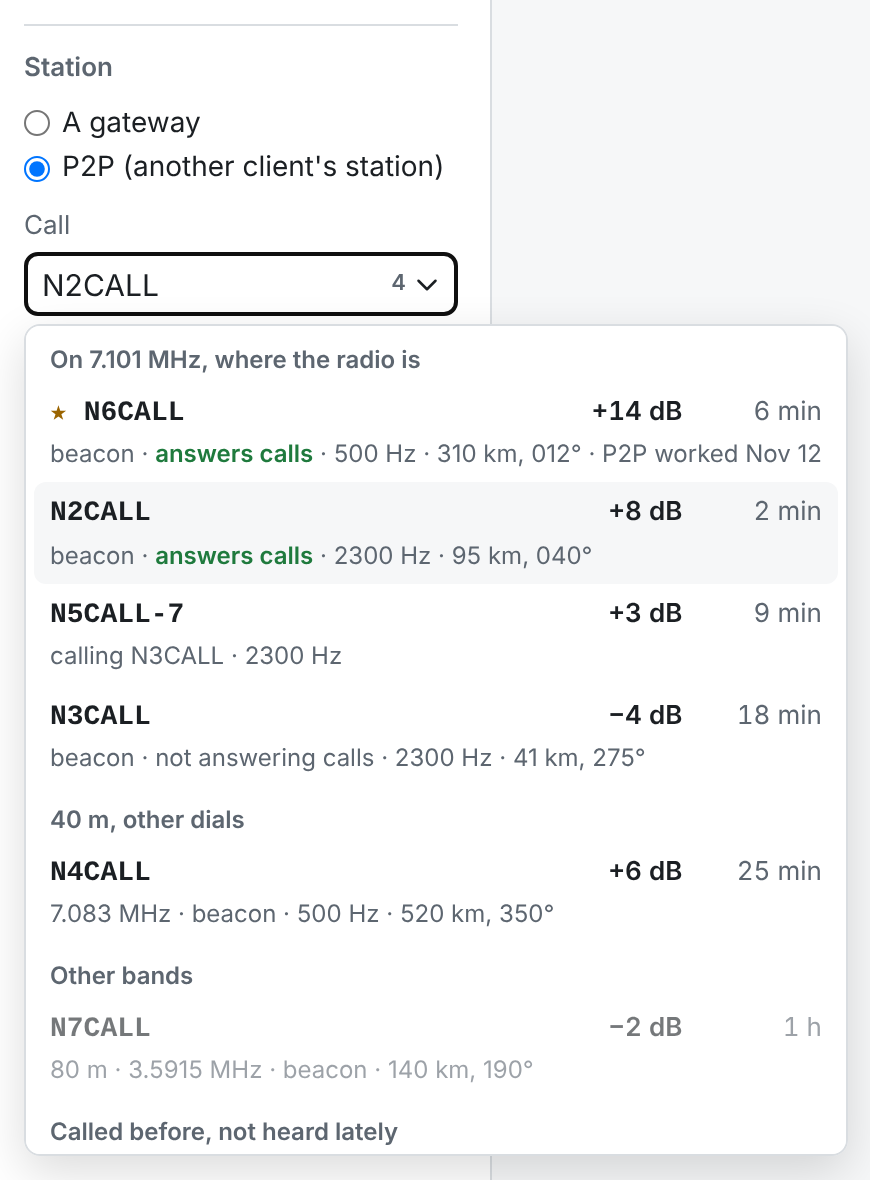 Station
A gateway
P2P (another client's station)
Call
N2CALL 4
On 7.101 MHz, where the radio is
★ N6CALL +14 dB 6 min
beacon · answers calls · 500 Hz · 310 km, 012° · P2P worked Nov 12
N2CALL +8 dB 2 min
beacon · answers calls · 2300 Hz · 95 km, 040°
N5CALL-7 +3 dB 9 min
calling N3CALL · 2300 Hz
N3CALL −4 dB 18 min
beacon · not answering calls · 2300 Hz · 41 km, 275°
40 m, other dials
N4CALL +6 dB 25 min
7.083 MHz · beacon · 500 Hz · 520 km, 350°
Other bands
N7CALL −2 dB 1 h
80 m · 3.5915 MHz · beacon · 140 km, 190°
Called before, not heard lately